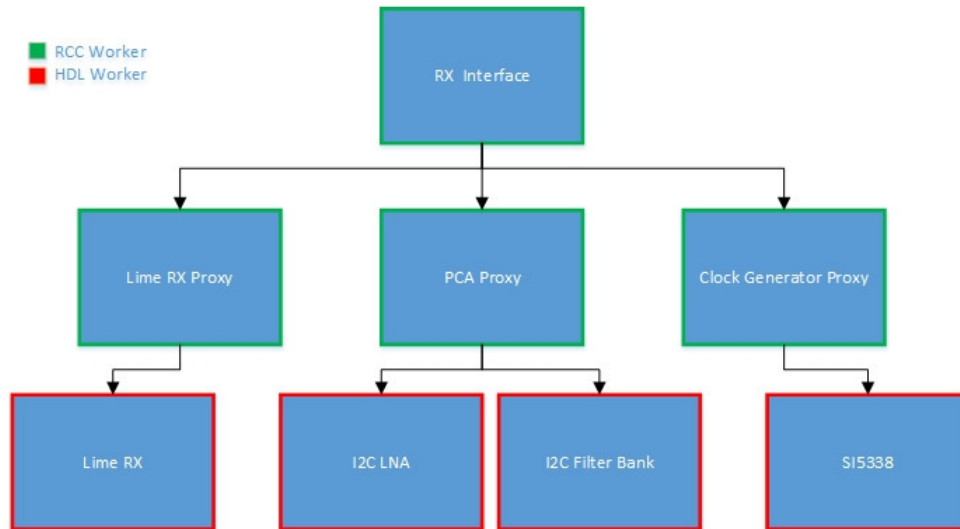 RCC Worker
HDL Worker
RX Interface
Lime RX Proxy
PCA Proxy
Clock Generator Proxy
Lime RX
I2C LNA
I2C Filter Bank
SI5338